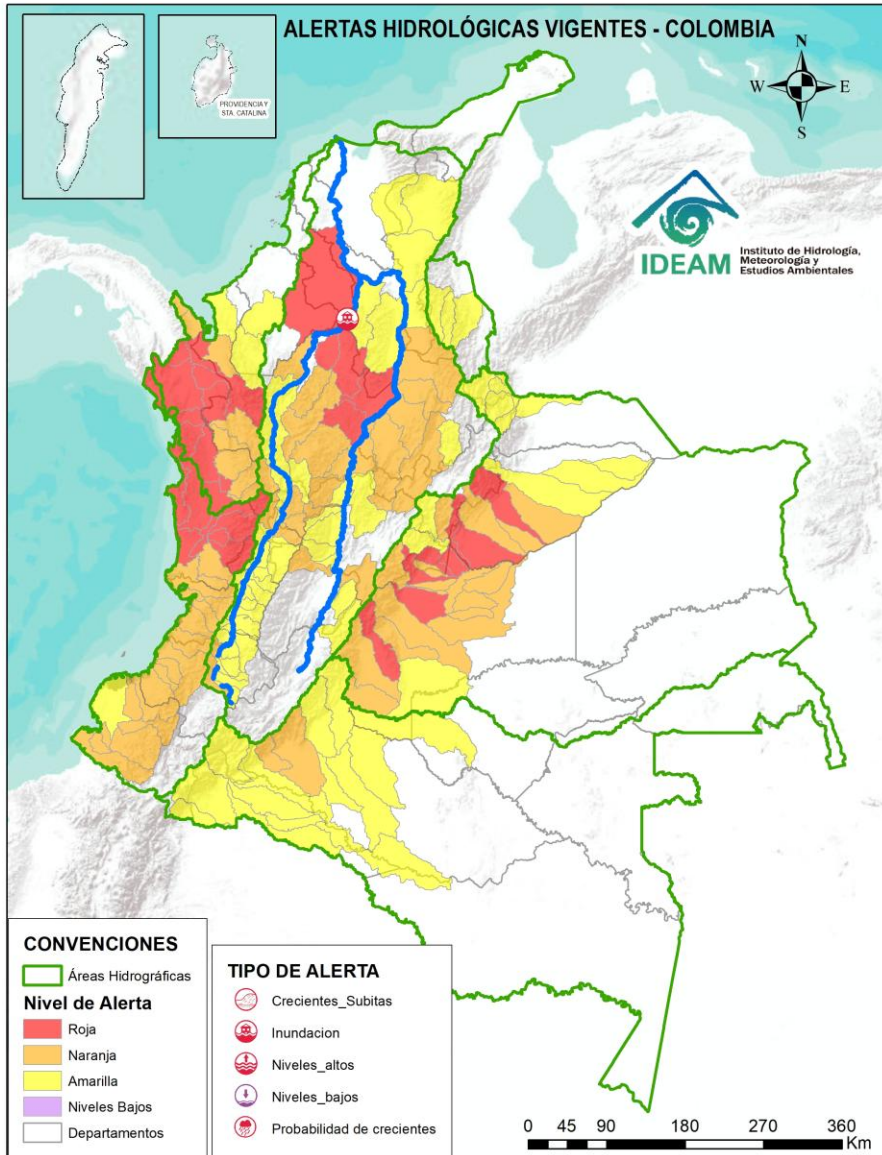 ALERTAS HIDROLÓGICAS VIGENTES - COLOMBIA
PROVIDENCIA Y
STA. CATALINA
N
W
E
S
IDEAM
Instituto de Hidrología,
Meteorología y
Estudios Ambientales
CONVENCIONES
Áreas Hidrográficas
Nivel de Alerta
Roja
Naranja
Amarilla
Niveles Bajos
Departamentos
TIPO DE ALERTA
Crecientes_Subitas
Inundacion
Niveles_altos
Niveles_bajos
Probabilidad de crecientes
0 45 90 180 270 360
Km